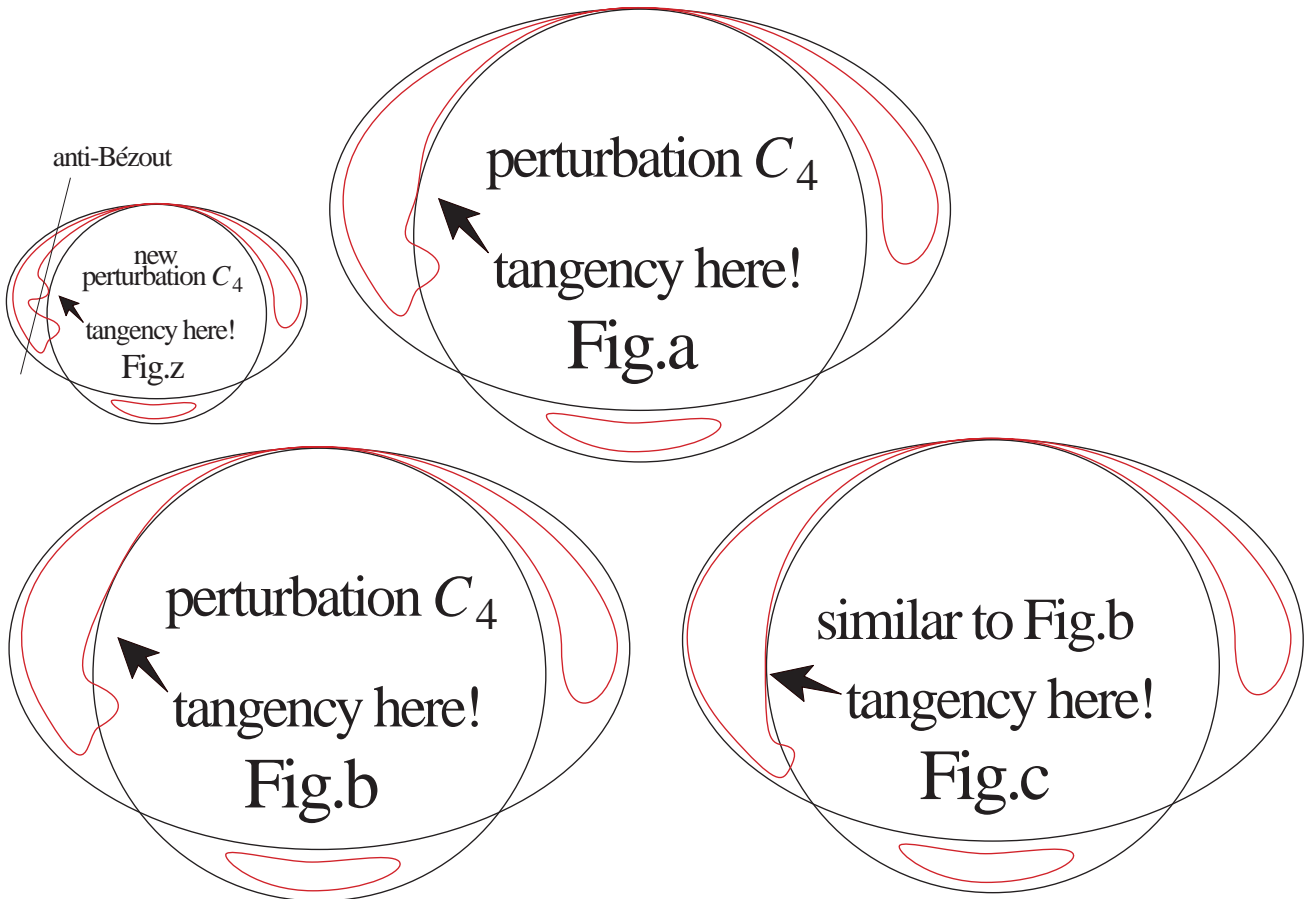 anti-Bézout
new
perturbation C4
tangency here!
Fig.z
perturbation C4
tangency here!
Fig.a
perturbation C4
tangency here!
Fig.b
similar to Fig.b
tangency here!
Fig.c